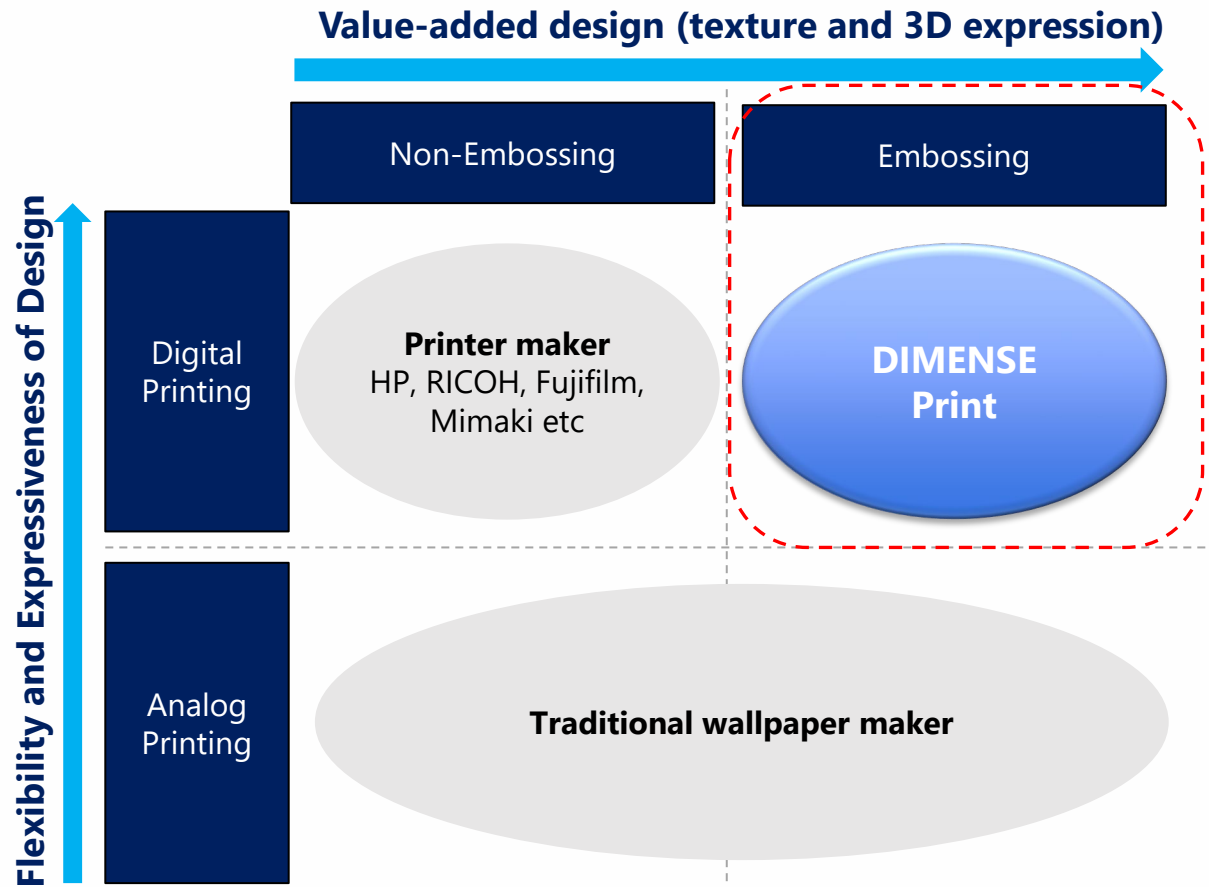 Value-added design (texture and 3D expression)
Non-Embossing
Embossing
Flexibility and Expressiveness of Design
Digital
Printing
Printer maker
HP, RICOH, Fujifilm,
Mimaki etc
DIMENSE
Print
Analog
Printing
Traditional wallpaper maker